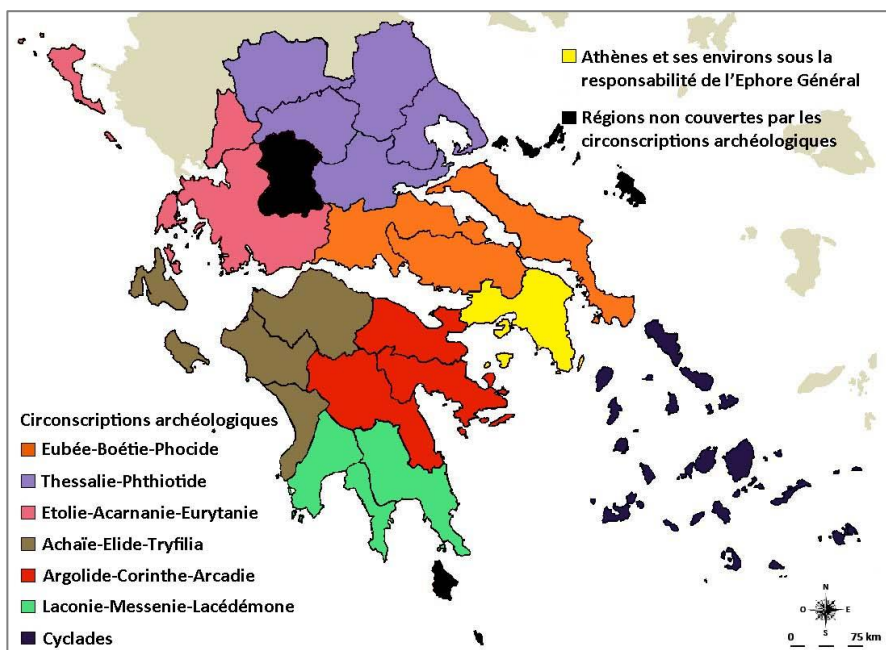 Athènes et ses environs sous la
responsabilité de l'Ephore Général
Régions non couvertes par les
circonscriptions archéologiques
Circonscriptions archéologiques
Eubée-Boétie-Phocide
Thessalie-Phthiotide
Etolie-Acarnanie-Eurytanie
Achaïe-Elide-Tryfilia
Argolide-Corinthe-Arcadie
Laconie-Messenie-Lacédémone
Cyclades
N
O E
S
0 75 km